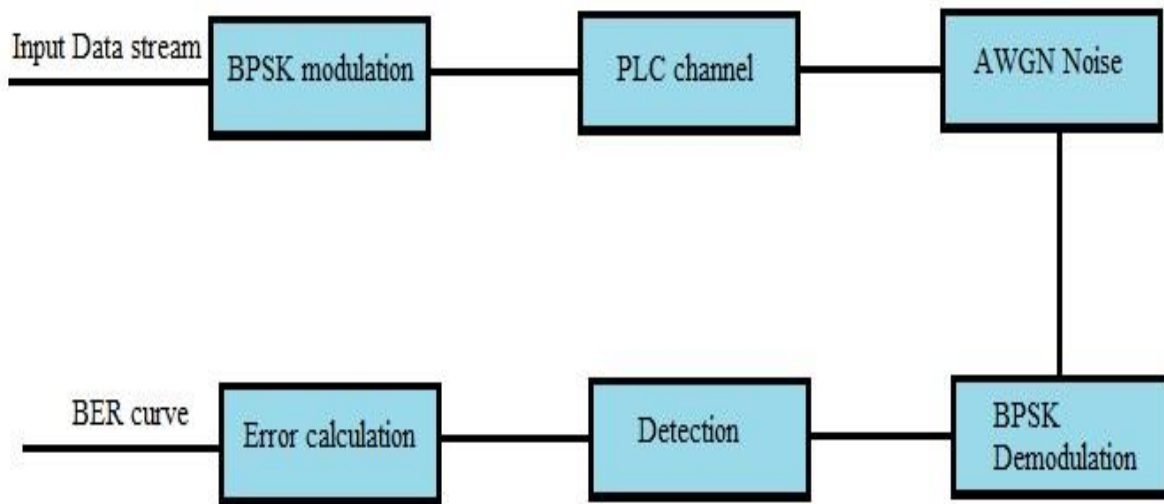 Input Data stream
BPSK modulation
PLC channel
AWGN Noise
BER curve
Error calculation
Detection
BPSK
Demodulation